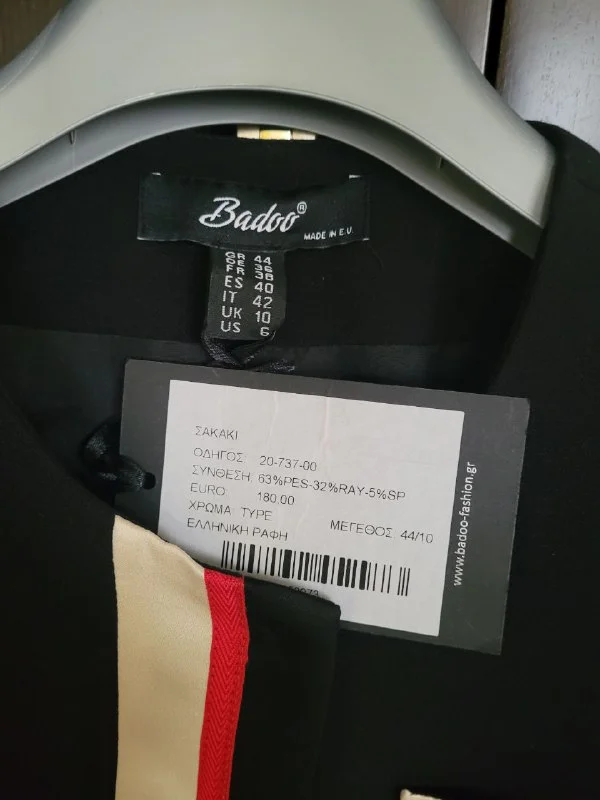 Badoo®
MADE IN E.U.
GR 44
GE 36
FR 38
ES 40
IT 42
UK 10
US 6
ΣΑΚΑΚΙ
ΟΔΗΓΟΣ: 20-737-00
ΣΥΝΘΕΣΗ: 63%PES-32%RAY-5%SP
EURO: 180.00
ΧΡΩΜΑ: TYPE
ΜΕΓΕΘΟΣ 44/10
ΕΛΛΗΝΙΚΗ ΡΑΦΗ
www.badoo-fashion.gr